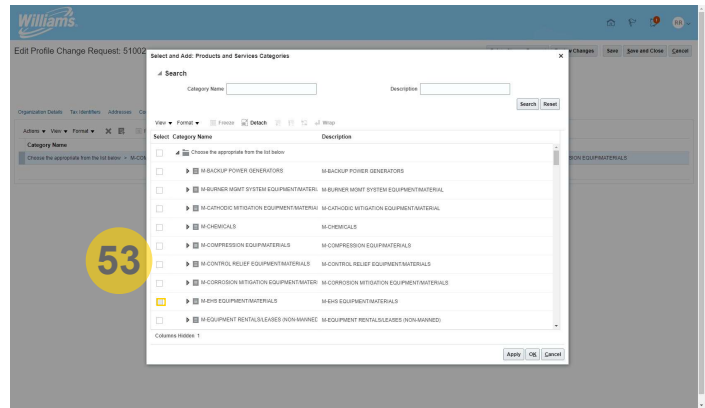 Williams.
BB
Edit Profile Change Request: 51002
Changes Save Save and Close Cancel
Select and Add: Products and Services Categories
Search
Category Name
Description
Search Reset
Organization Details Tax Identifiers Addresses
Actions View Format
Category Name
Choose the appropriate from the list below
View Format Freeze Detach Wrap
Select Category Name Description
Choose the appropriate from the list below
M-BACKUP POWER GENERATORS M-BACKUP POWER GENERATORS
M-BURNER MGMT SYSTEM EQUIPMENT/MATERI. M-BURNER MGMT SYSTEM EQUIPMENT/MATERIAL
M-CATHODIC MITIGATION EQUIPMENT/MATERIAI M-CATHODIC MITIGATION EQUIPMENT/MATERIAL
M-CHEMICALS M-CHEMICALS
M-COMPRESSION EQUIP/MATERIALS M-COMPRESSION EQUIP/MATERIALS
53
M-CONTROL RELIEF EQUIPMENT/MATERIALS M-CONTROL RELIEF EQUIPMENT/MATERIALS
M-CORROSION MITIGATION EQUIPMENT/MATERI M-CORROSION MITIGATION EQUIPMENT/MATERIALS
M-EHS EQUIPMENT/MATERIALS M-EHS EQUIPMENT/MATERIALS
M-EQUIPMENT RENTALS/LEASES (NON-MANNED M-EQUIPMENT RENTALS/LEASES (NON-MANNED)
Columns Hidden 1
Apply OK Cancel